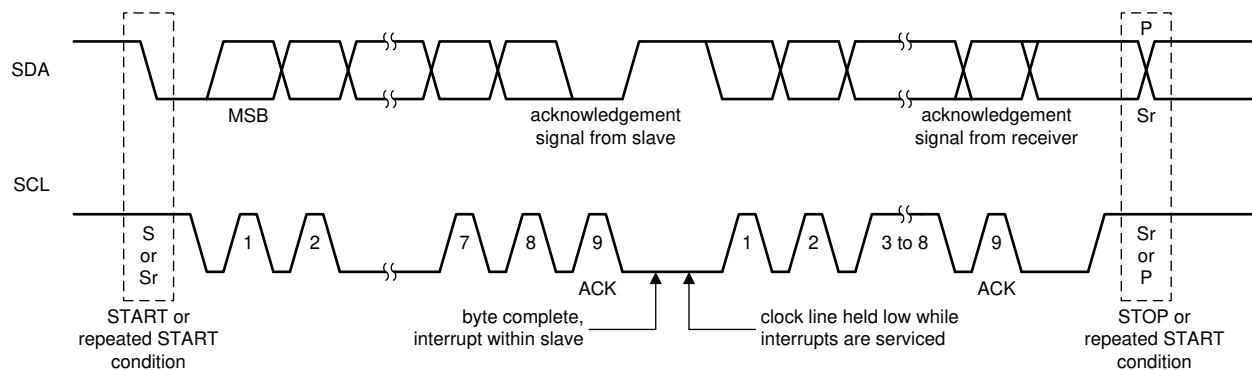 P
SDA
MSB
acknowledgement
signal from slave
acknowledgement
signal from receiver
Sr
SCL
S
or
Sr
1
2
7
8
9
1
2
3 to 8
9
Sr
or
P
ACK
ACK
START or
repeated START
condition
byte complete,
interrupt within slave
clock line held low while
interrupts are serviced
STOP or
repeated START
condition